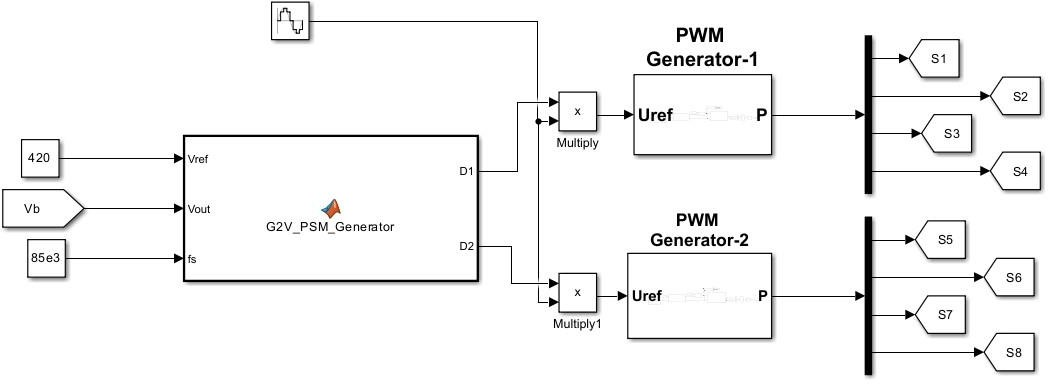 PWM
Generator-1
S1
S2
S3
S4
x
Multiply
Uref
P
420
Vb
85e3
Vref
Vout
fs
G2V_PSM_Generator
D1
D2
PWM
Generator-2
x
Multiply1
Uref
P
S5
S6
S7
S8